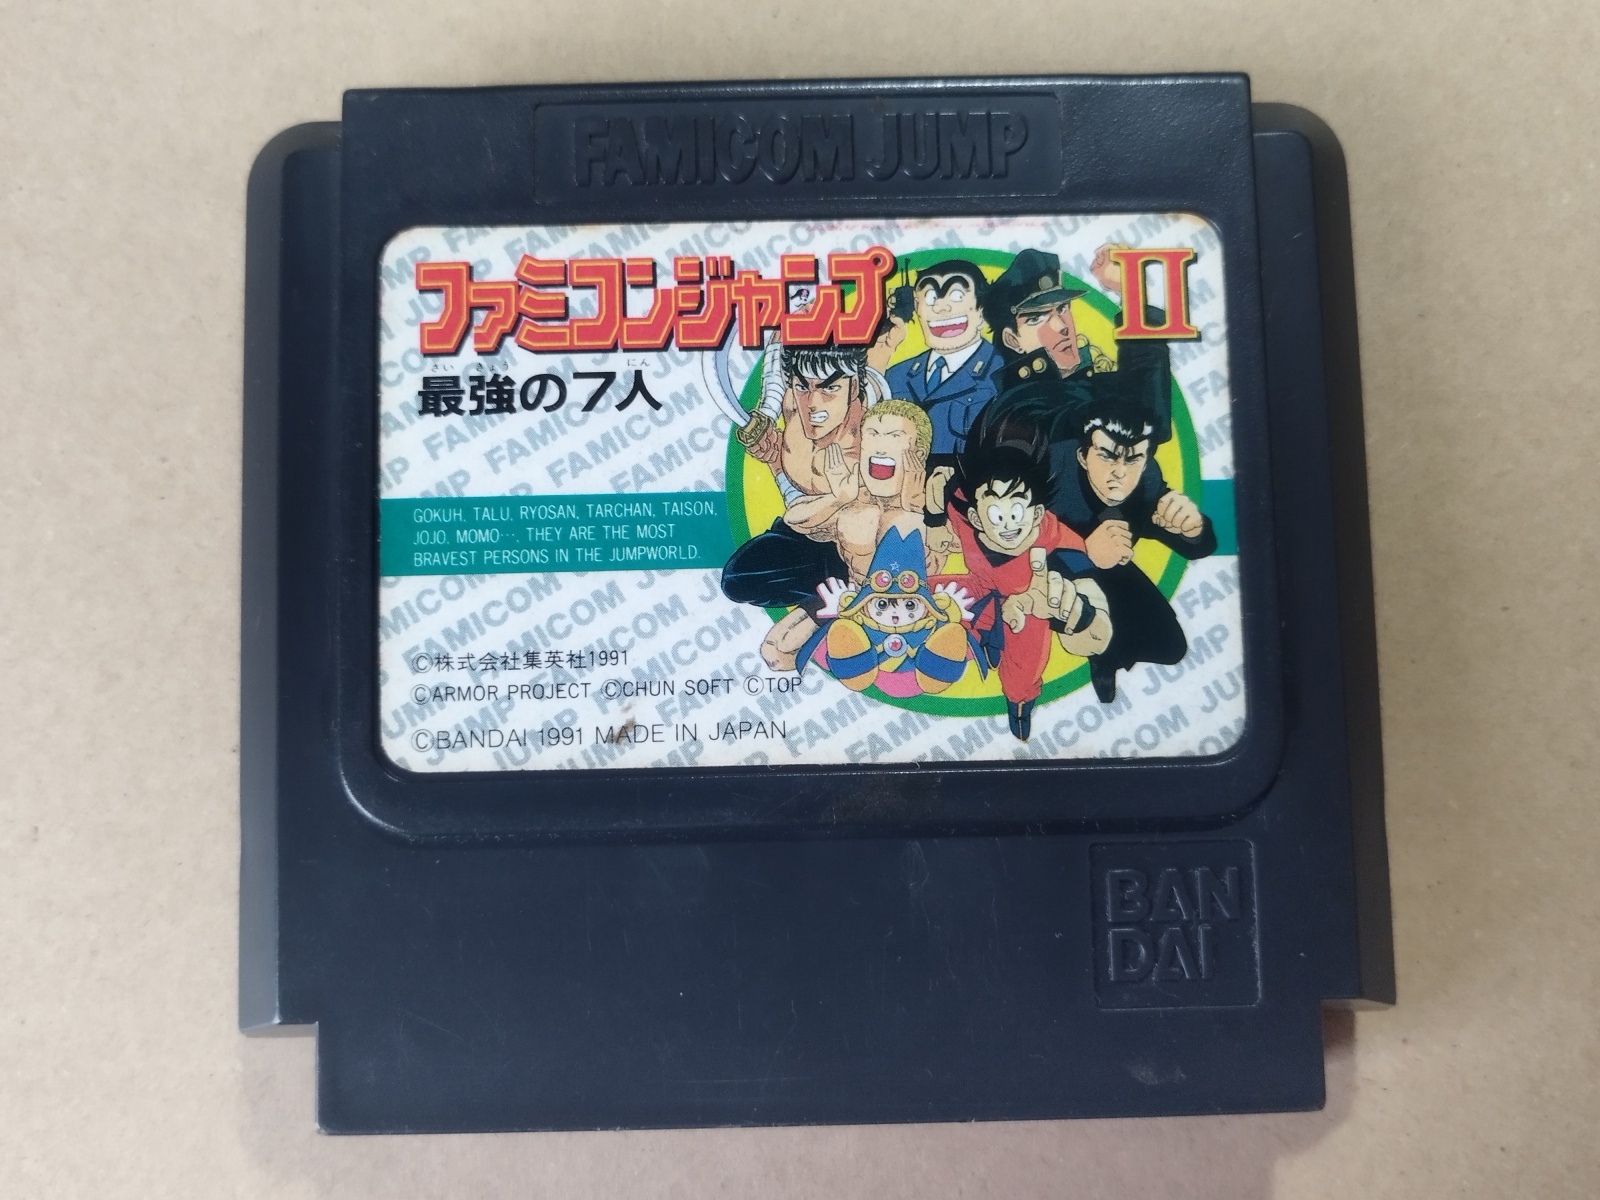 FAMICOM JUMP
ファミコンジャンプ II
さい きょう にん
最強の7人
GOKUH, TALU, RYOSAN, TARCHAN, TAISON,
JOJO, MOMO…, THEY ARE THE MOST
BRAVEST PERSONS IN THE JUMPWORLD.
©株式会社集英社1991
©ARMOR PROJECT ©CHUN SOFT ©TOP
©BANDAI 1991 MADE IN JAPAN
BAN
DAI